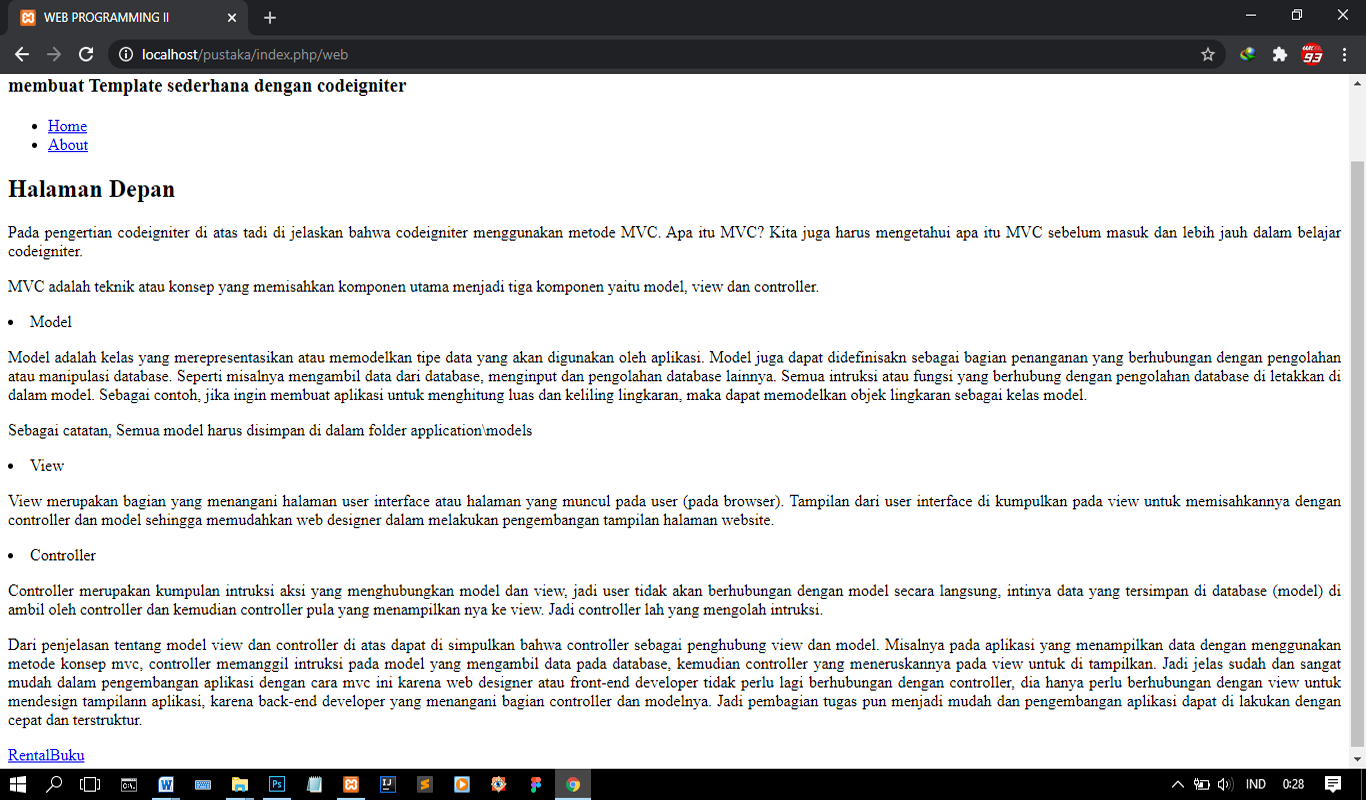 WEB PROGRAMMING II
localhost/pustaka/index.php/web
93
membuat Template sederhana dengan codeigniter
• Home
• About
Halaman Depan
Pada pengertian codeigniter di atas tadi di jelaskan bahwa codeigniter menggunakan metode MVC. Apa itu MVC? Kita juga harus mengetahui apa itu MVC sebelum masuk dan lebih jauh dalam belajar
codeigniter.
MVC adalah teknik atau konsep yang memisahkan komponen utama menjadi tiga komponen yaitu model, view dan controller.
• Model
Model adalah kelas yang merepresentasikan atau memodelkan tipe data yang akan digunakan oleh aplikasi. Model juga dapat didefinisakn sebagai bagian penanganan yang berhubungan dengan pengolahan
atau manipulasi database. Seperti misalnya mengambil data dari database, menginput dan pengolahan database lainnya. Semua intruksi atau fungsi yang berhubung dengan pengolahan database di letakkan di
dalam model. Sebagai contoh, jika ingin membuat aplikasi untuk menghitung luas dan keliling lingkaran, maka dapat memodelkan objek lingkaran sebagai kelas model.
Sebagai catatan, Semua model harus disimpan di dalam folder application\models
• View
View merupakan bagian yang menangani halaman user interface atau halaman yang muncul pada user (pada browser). Tampilan dari user interface di kumpulkan pada view untuk memisahkannya dengan
controller dan model sehingga memudahkan web designer dalam melakukan pengembangan tampilan halaman website.
• Controller
Controller merupakan kumpulan intruksi aksi yang menghubungkan model dan view, jadi user tidak akan berhubungan dengan model secara langsung, intinya data yang tersimpan di database (model) di
ambil oleh controller dan kemudian controller pula yang menampilkan nya ke view. Jadi controller lah yang mengolah intruksi.
Dari penjelasan tentang model view dan controller di atas dapat di simpulkan bahwa controller sebagai penghubung view dan model. Misalnya pada aplikasi yang menampilkan data dengan menggunakan
metode konsep mvc, controller memanggil intruksi pada model yang mengambil data pada database, kemudian controller yang meneruskannya pada view untuk di tampilkan. Jadi jelas sudah dan sangat
mudah dalam pengembangan aplikasi dengan cara mvc ini karena web designer atau front-end developer tidak perlu lagi berhubungan dengan controller, dia hanya perlu berhubungan dengan view untuk
mendesign tampilann aplikasi, karena back-end developer yang menangani bagian controller dan modelnya. Jadi pembagian tugas pun menjadi mudah dan pengembangan aplikasi dapat di lakukan dengan
cepat dan terstruktur.
RentalBuku
IND 0:28